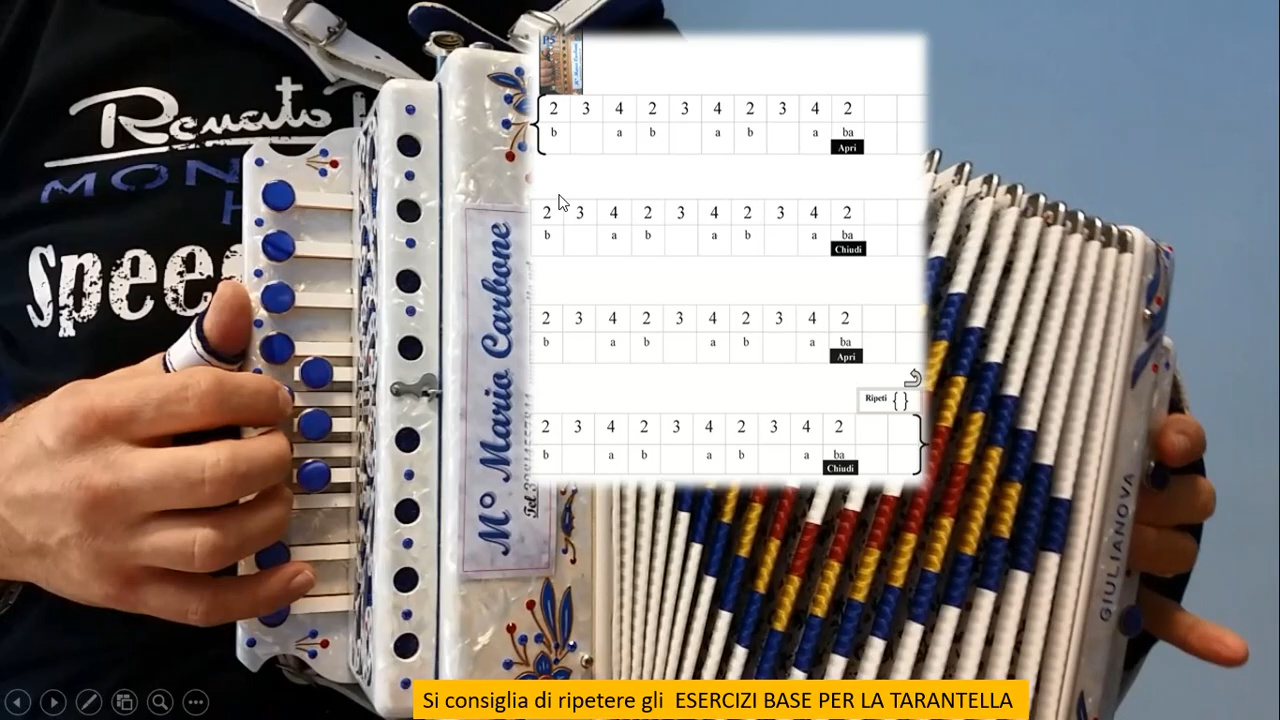 Renato
MON
H
Spee
M° Mario Carbone
2 3 4 2 3 4 2 3 4 2
b a b a b a ba
Apri
2 3 4 2 3 4 2 3 4 2
b a b a b a ba
Chiudi
2 3 4 2 3 4 2 3 4 2
b a b a b a ba
Apri
Ripeti { }
2 3 4 2 3 4 2 3 4 2
b a b a b a ba
Chiudi
GIULIANOVA
Si consiglia di ripetere gli ESERCIZI BASE PER LA TARANTELLA